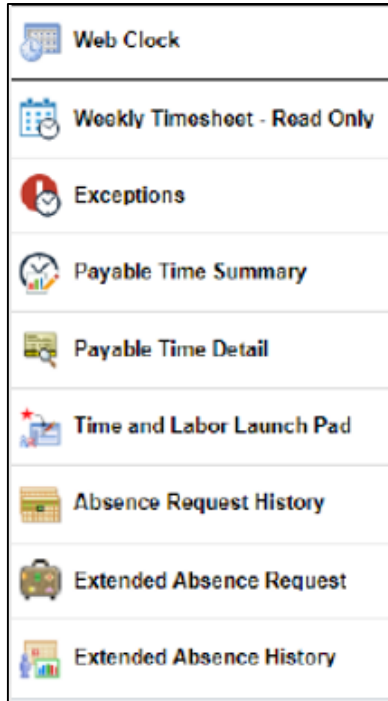 Web Clock
Weekly Timesheet - Read Only
Exceptions
Payable Time Summary
Payable Time Detail
Time and Labor Launch Pad
Absence Request History
Extended Absence Request
Extended Absence History